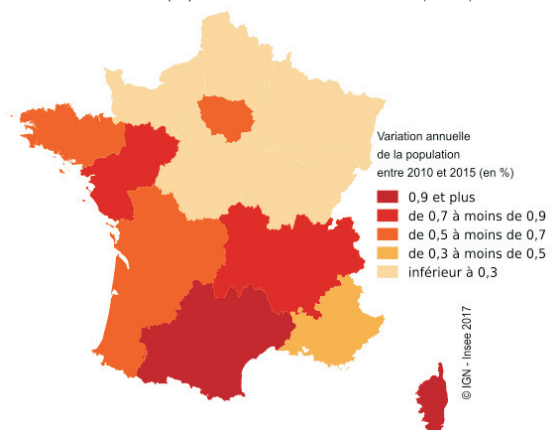 Variation annuelle
de la population
entre 2010 et 2015 (en %)
0,9 et plus
de 0,7 à moins de 0,9
de 0,5 à moins de 0,7
de 0,3 à moins de 0,5
inférieur à 0,3
© IGN - Insee 2017